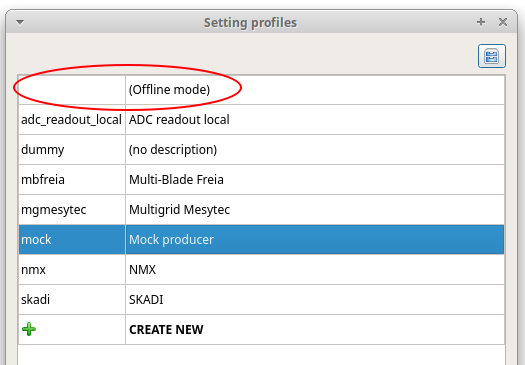 Setting profiles
(Offline mode)
adc_readout_local ADC readout local
dummy (no description)
mbfreia Multi-Blade Freia
mgmesytec Multigrid Mesytec
mock Mock producer
nmx NMX
skadi SKADI
CREATE NEW